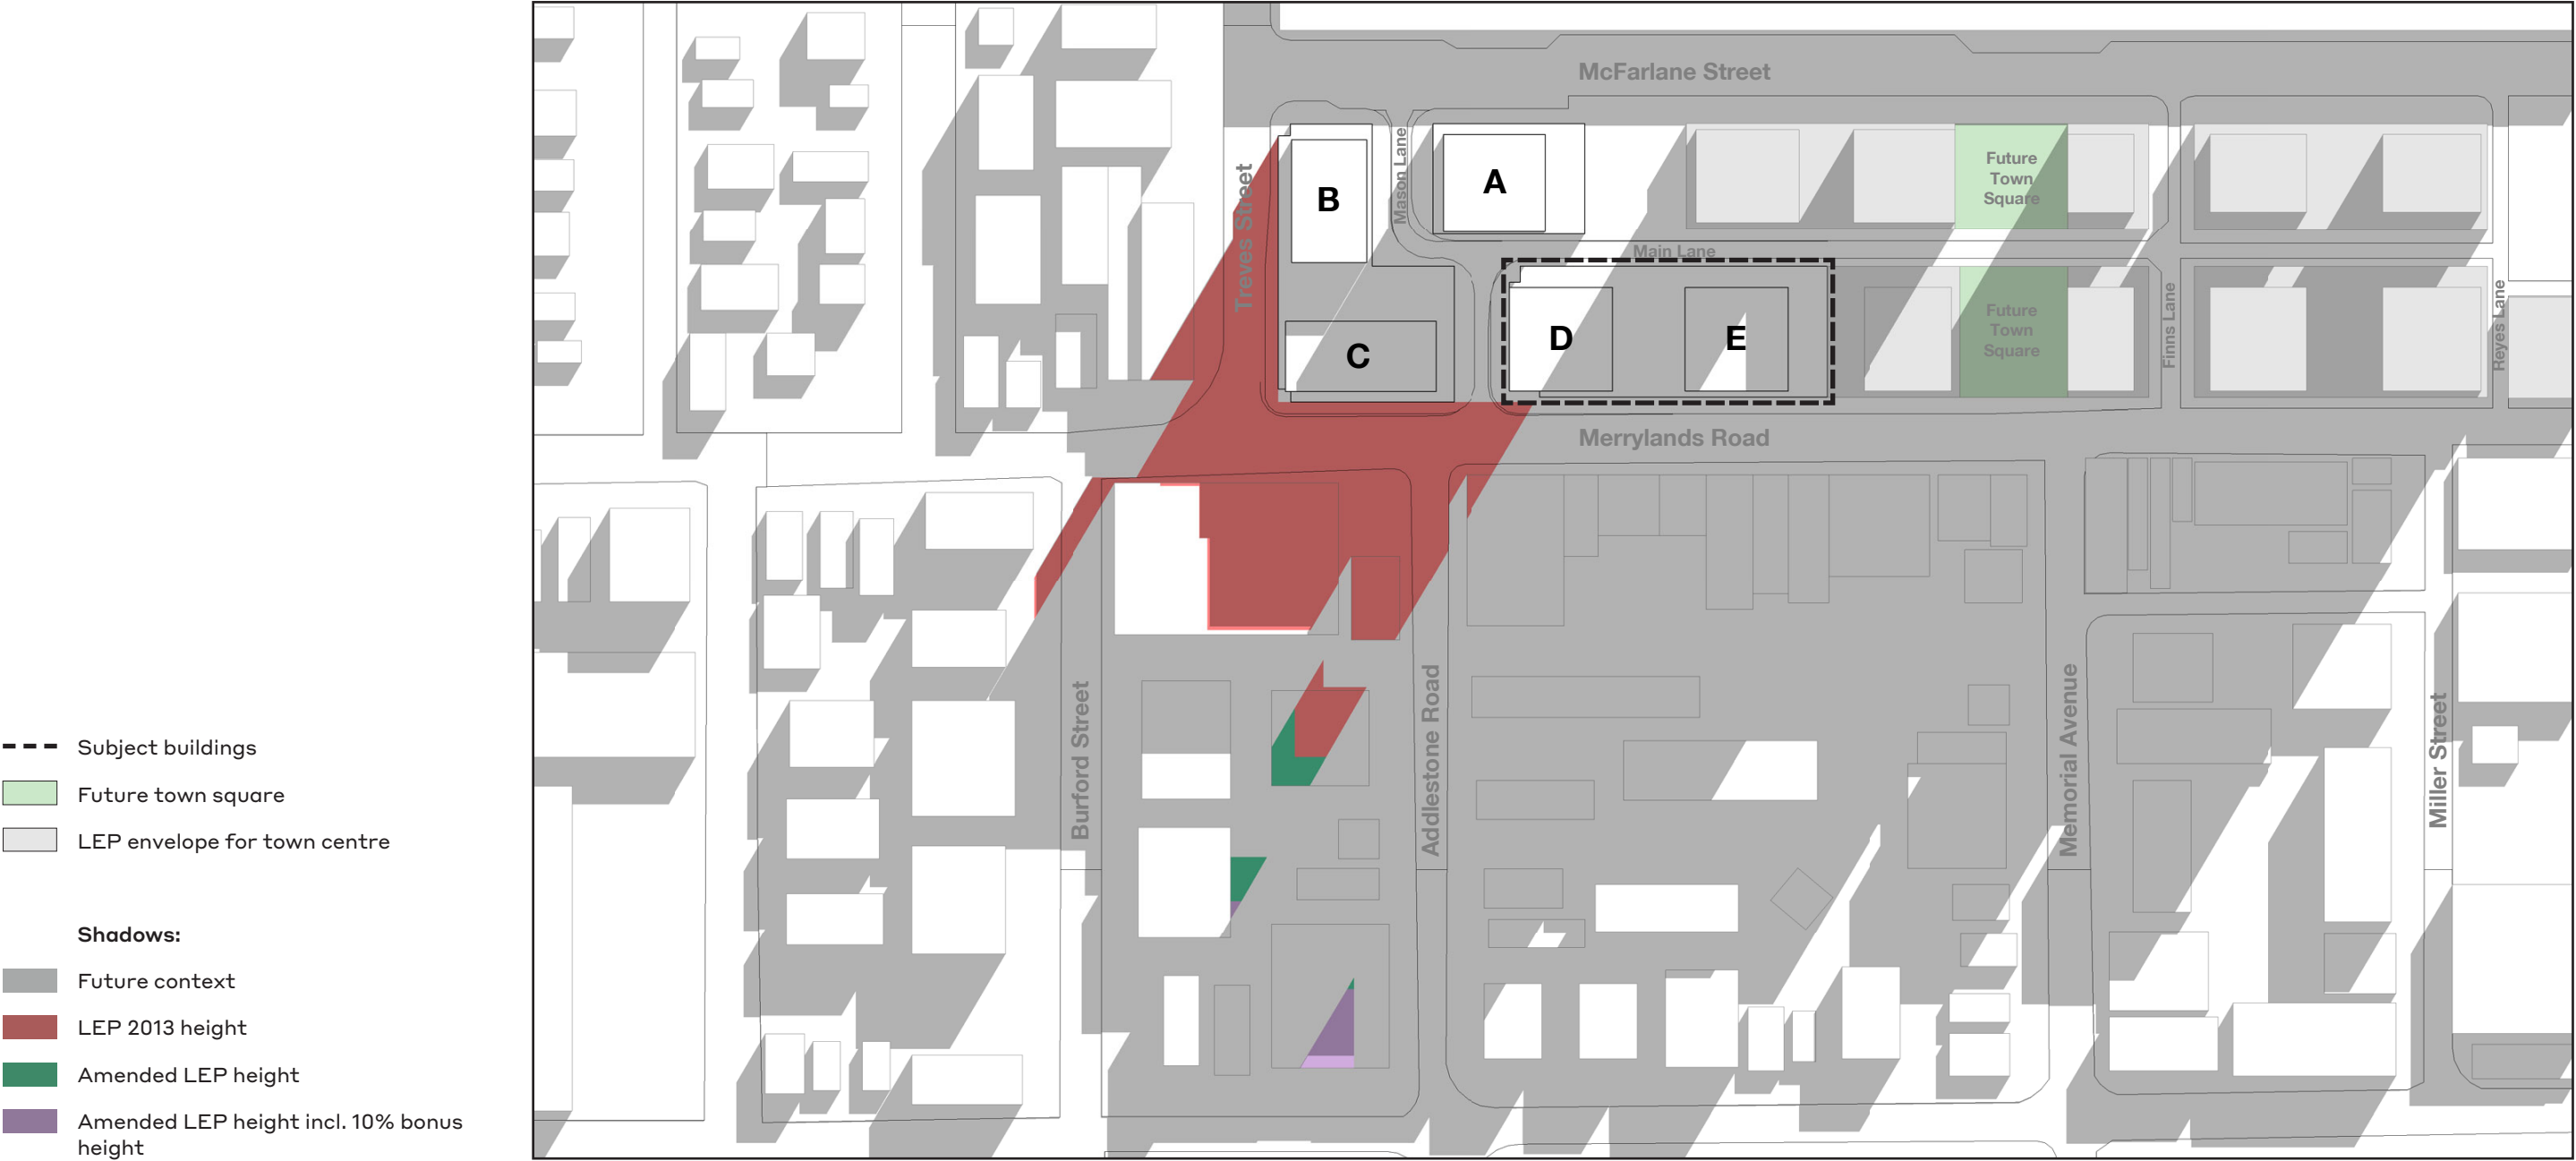 Subject buildings
Future town square
LEP envelope for town centre
Shadows:
Future context
LEP 2013 height
Amended LEP height
Amended LEP height incl. 10% bonus
height
McFarlane Street
Treves Street
B
Mason Lane
A
Future
Town
Square
Main Lane
C
D
E
Future
Town
Square
Finns Lane
Reyes Lane
Merrylands Road
Burford Street
Addlestone Road
Memorial Avenue
Miller Street